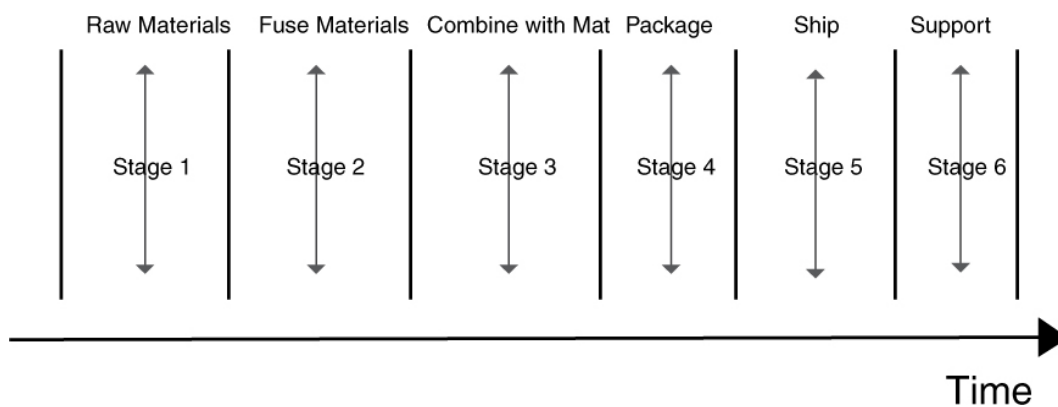 Raw Materials Fuse Materials Combine with Mat Package Ship Support
Stage 1 Stage 2 Stage 3 Stage 4 Stage 5 Stage 6
Time